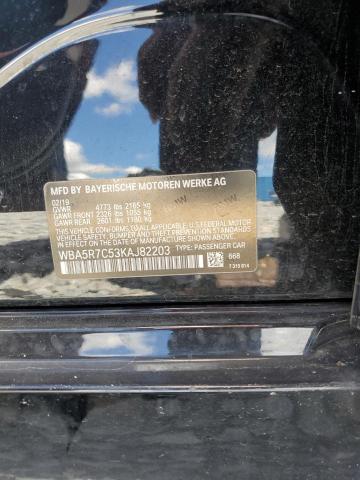 MFD BY BAYERISCHE MOTOREN WERKE AG
02/19
GVWR 4773 lbs 2165 kg
GAWR FRONT 2326 lbs 1055 kg
GAWR REAR 2601 lbs 1180 kg
THIS VEHICLE CONFORMS TO ALL APPLICABLE U.S. FEDERAL MOTOR
VEHICLE SAFETY, BUMPER AND THEFT PREVENTION STANDARDS
IN EFFECT ON THE DATE OF MANUFACTURE SHOWN ABOVE.
WBA5R7C53KAJ82203 TYPE: PASSENGER CAR
668